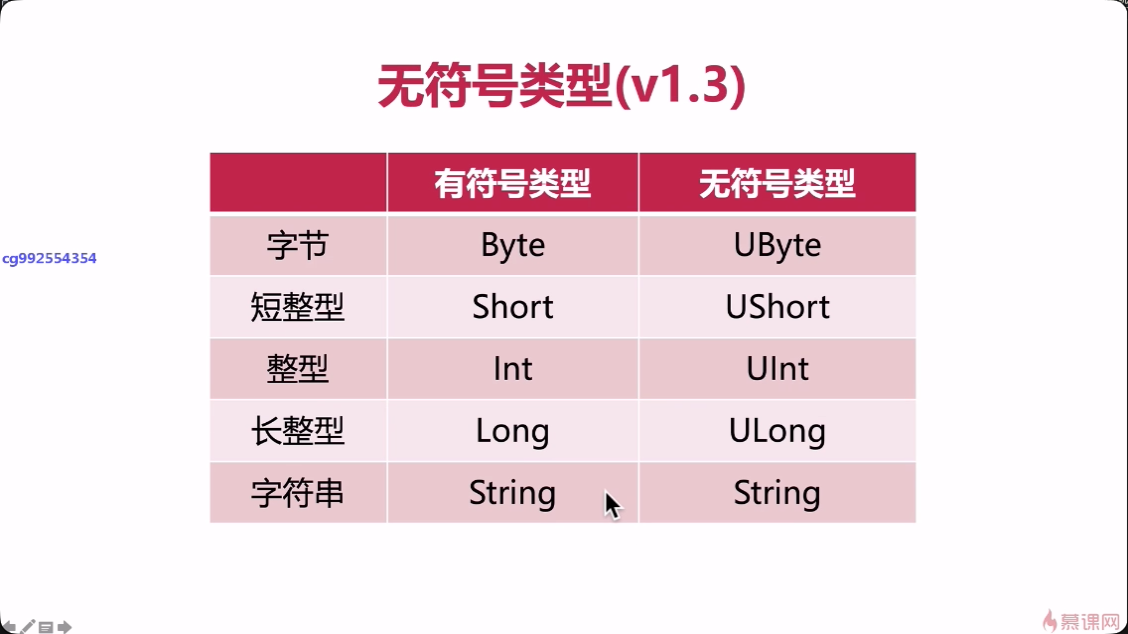 无符号类型(v1.3)
有符号类型 无符号类型
字节 Byte UByte
cg992554354
短整型 Short UShort
整型 Int UInt
长整型 Long ULong
字符串 String String
慕课网